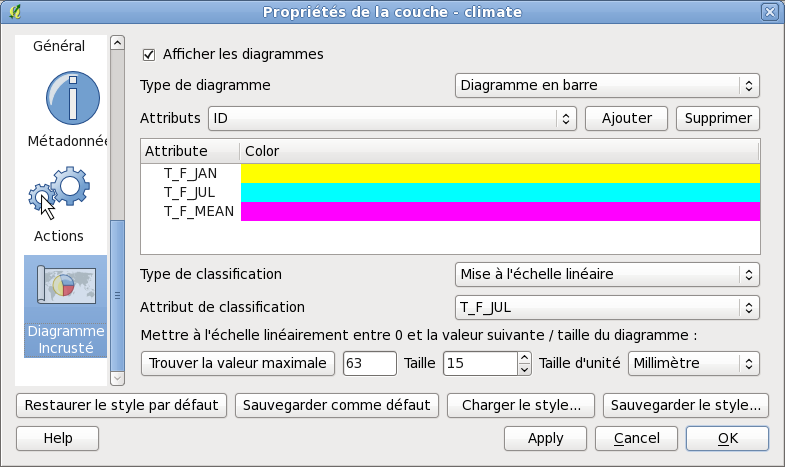 Propriétés de la couche - climate
Général
Métadonnée
Actions
Diagramme
Incrusté
Afficher les diagrammes
Type de diagramme
Diagramme en barre
Attributs
ID
Ajouter
Supprimer
Attribute
Color
T_F_JAN
T_F_JUL
T_F_MEAN
Type de classification
Mise à l'échelle linéaire
Attribut de classification
T_F_JUL
Mettre à l'échelle linéairement entre 0 et la valeur suivante / taille du diagramme :
Trouver la valeur maximale
63
Taille
15
Taille d'unité
Millimètre
Restaurer le style par défaut
Sauvegarder comme défaut
Charger le style...
Sauvegarder le style...
Help
Apply
Cancel
OK